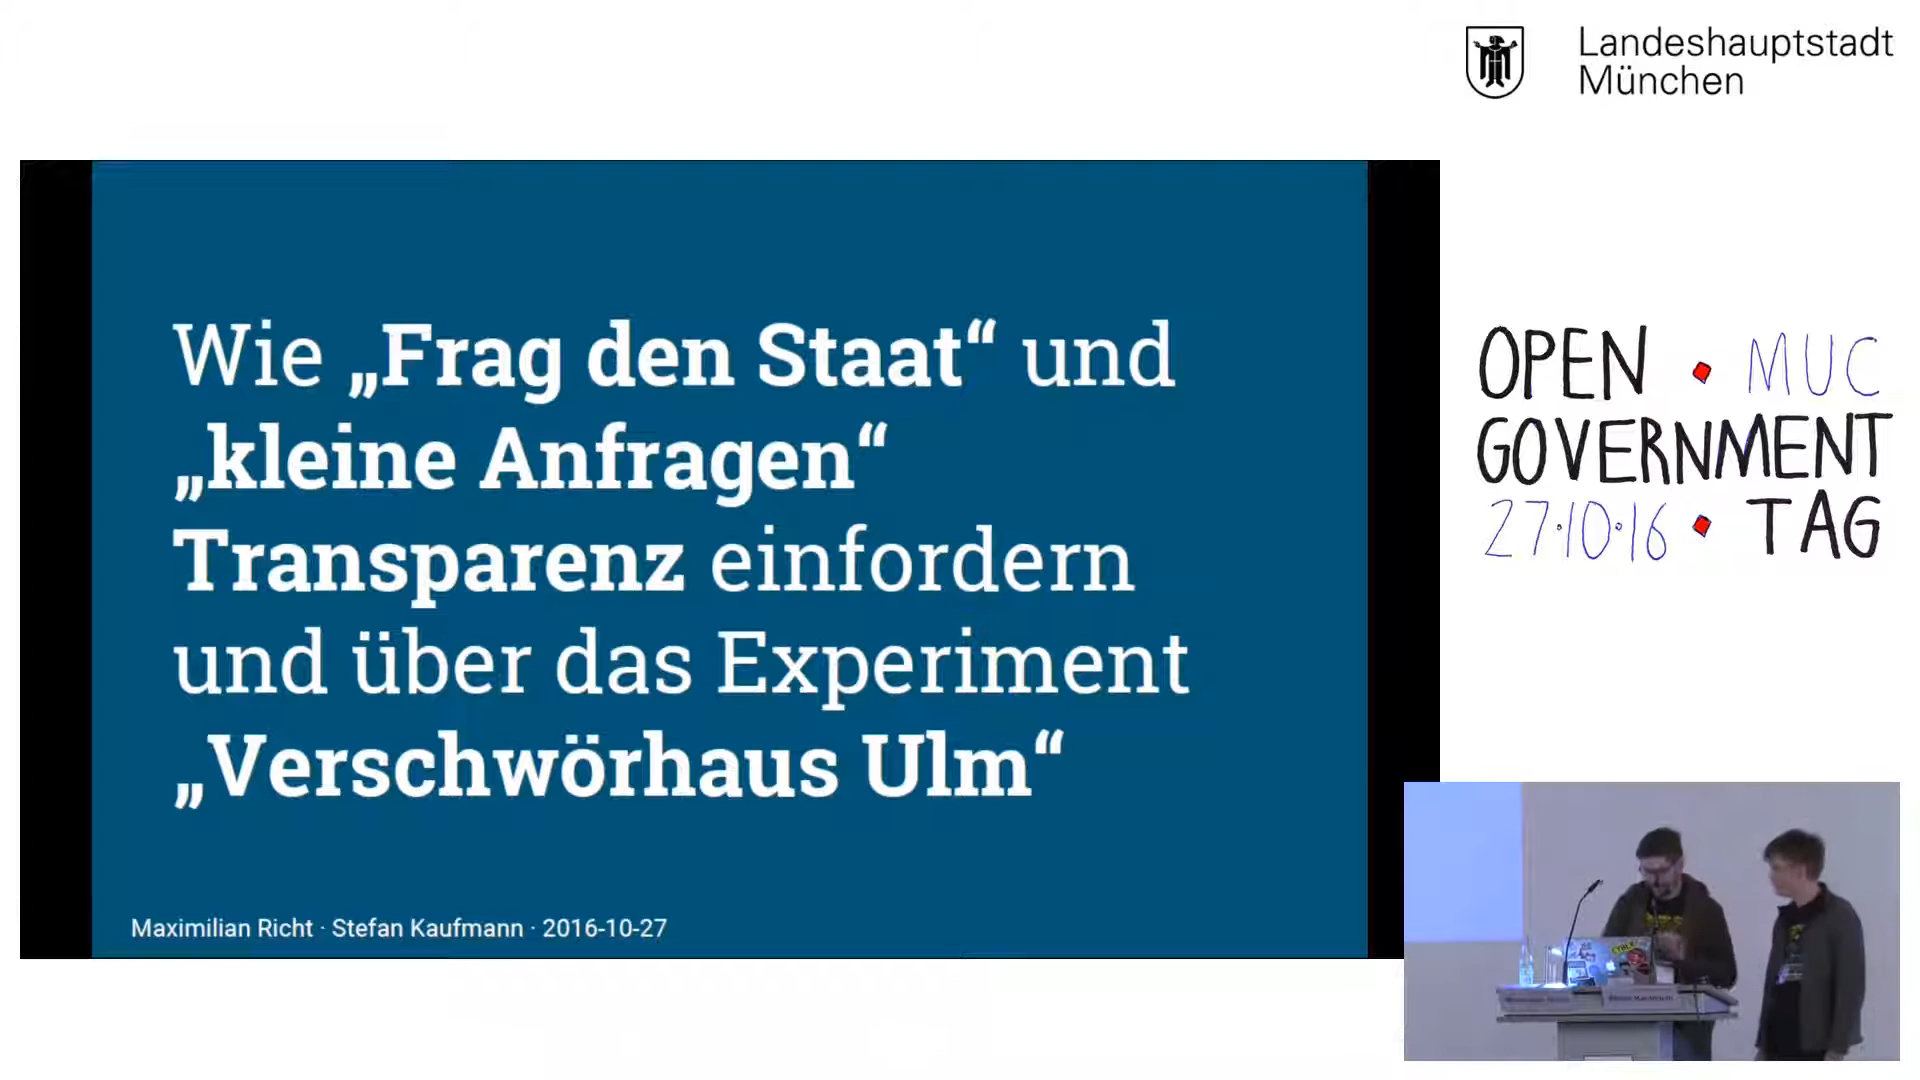 Landeshauptstadt
München
Wie „Frag den Staat“ und
„kleine Anfragen“
Transparenz einfordern
und über das Experiment
„Verschwörhaus Ulm“
Maximilian Richt · Stefan Kaufmann · 2016-10-27
OPEN · MUC
GOVERNMENT
27·10·16 · TAG